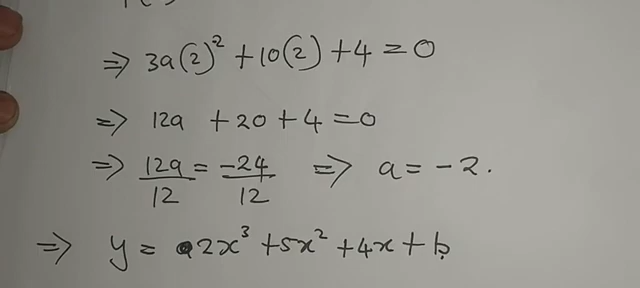 ⇒ 3a(2)² + 10(2) + 4 = 0
⇒ 12a + 20 + 4 = 0
⇒ 12a/12 = -24/12 ⇒ a = -2.
⇒ y = -2x³ + 5x² + 4x + b